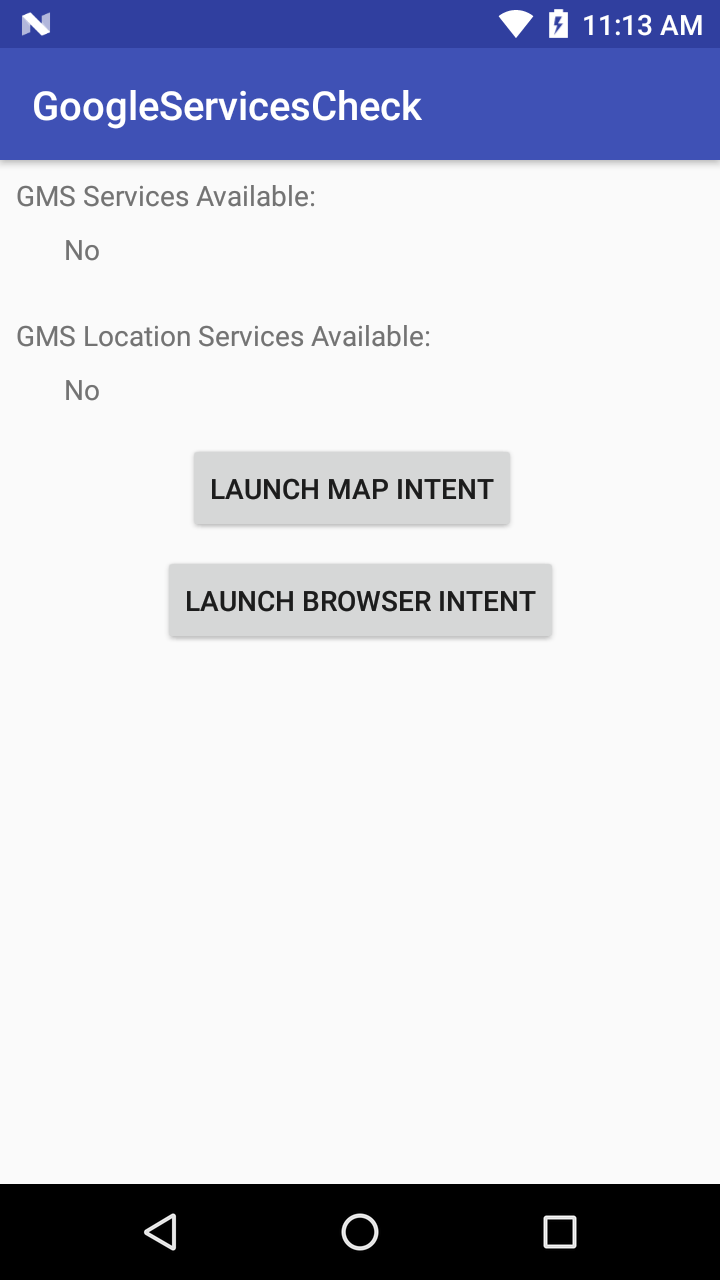 11:13 AM
GoogleServicesCheck
GMS Services Available:
No
GMS Location Services Available:
No
LAUNCH MAP INTENT
LAUNCH BROWSER INTENT